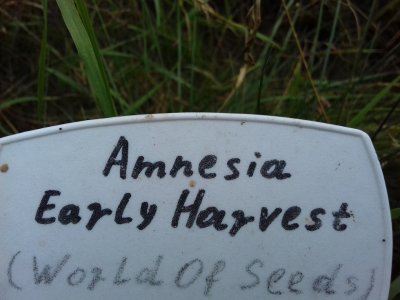 Amnesia
Early Harvest
(World Of Seeds)